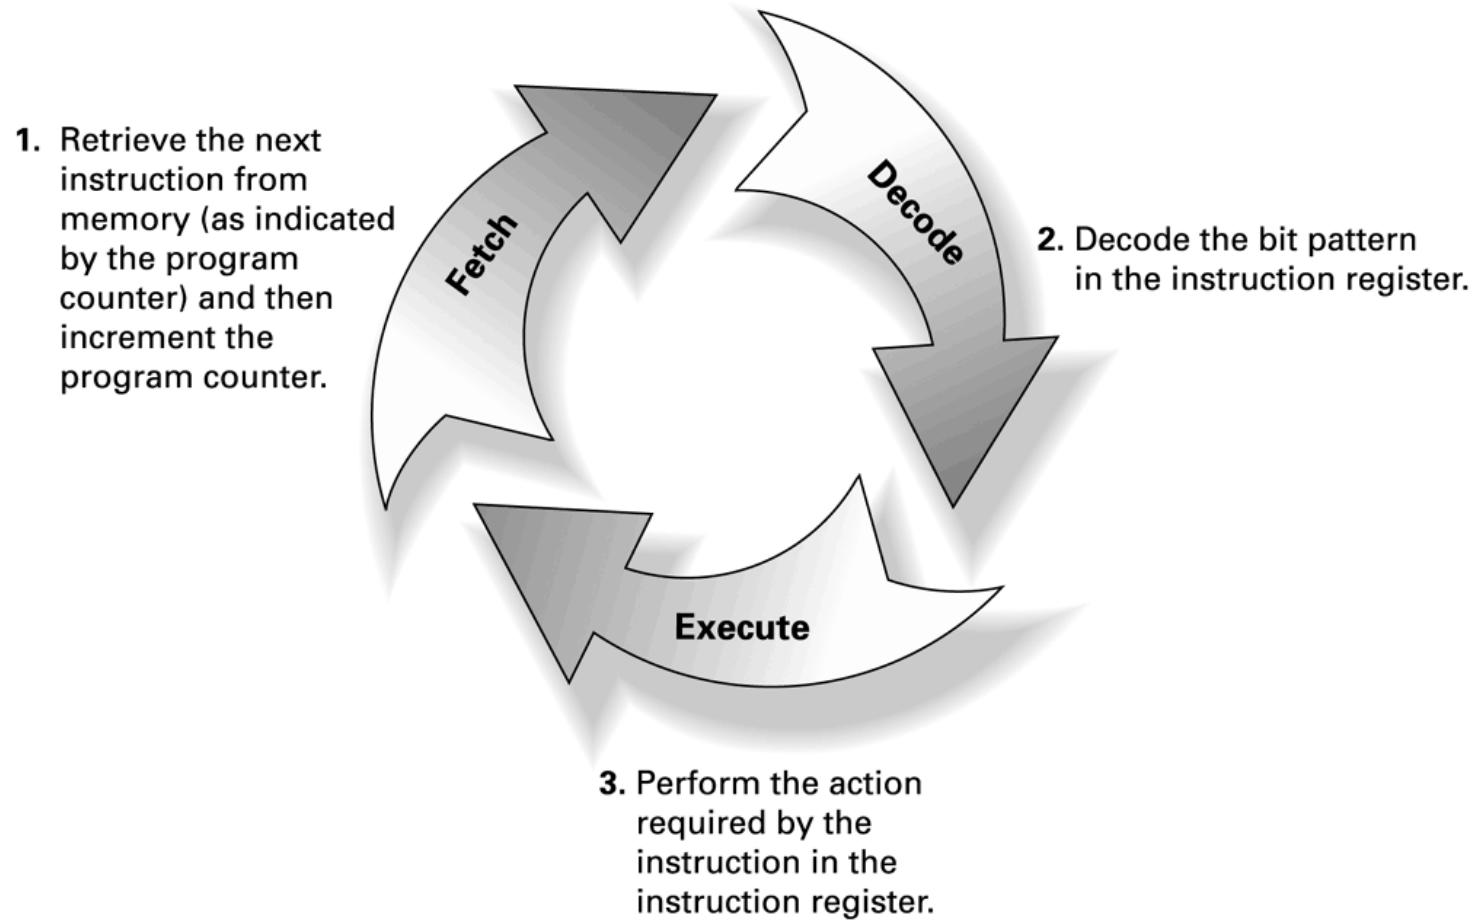 1. Retrieve the next
instruction from
memory (as indicated
by the program
counter) and then
increment the
program counter.
Fetch
Decode
2. Decode the bit pattern
in the instruction register.
Execute
3. Perform the action
required by the
instruction in the
instruction register.